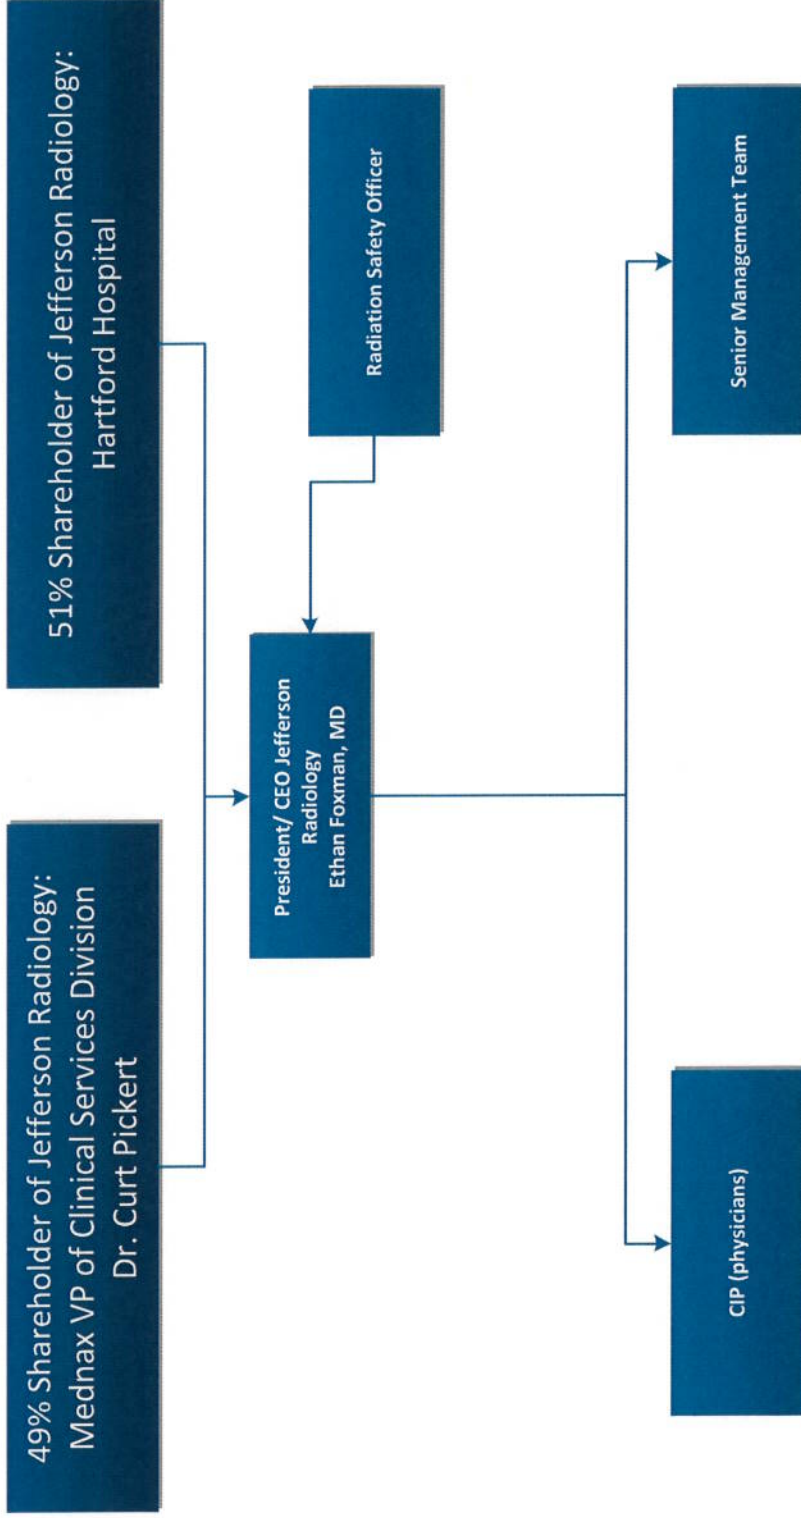 49% Shareholder of Jefferson Radiology:
Mednax VP of Clinical Services Division
Dr. Curt Pickert
51% Shareholder of Jefferson Radiology:
Hartford Hospital
President/ CEO Jefferson
Radiology
Ethan Foxman, MD
Radiation Safety Officer
CIP (physicians)
Senior Management Team